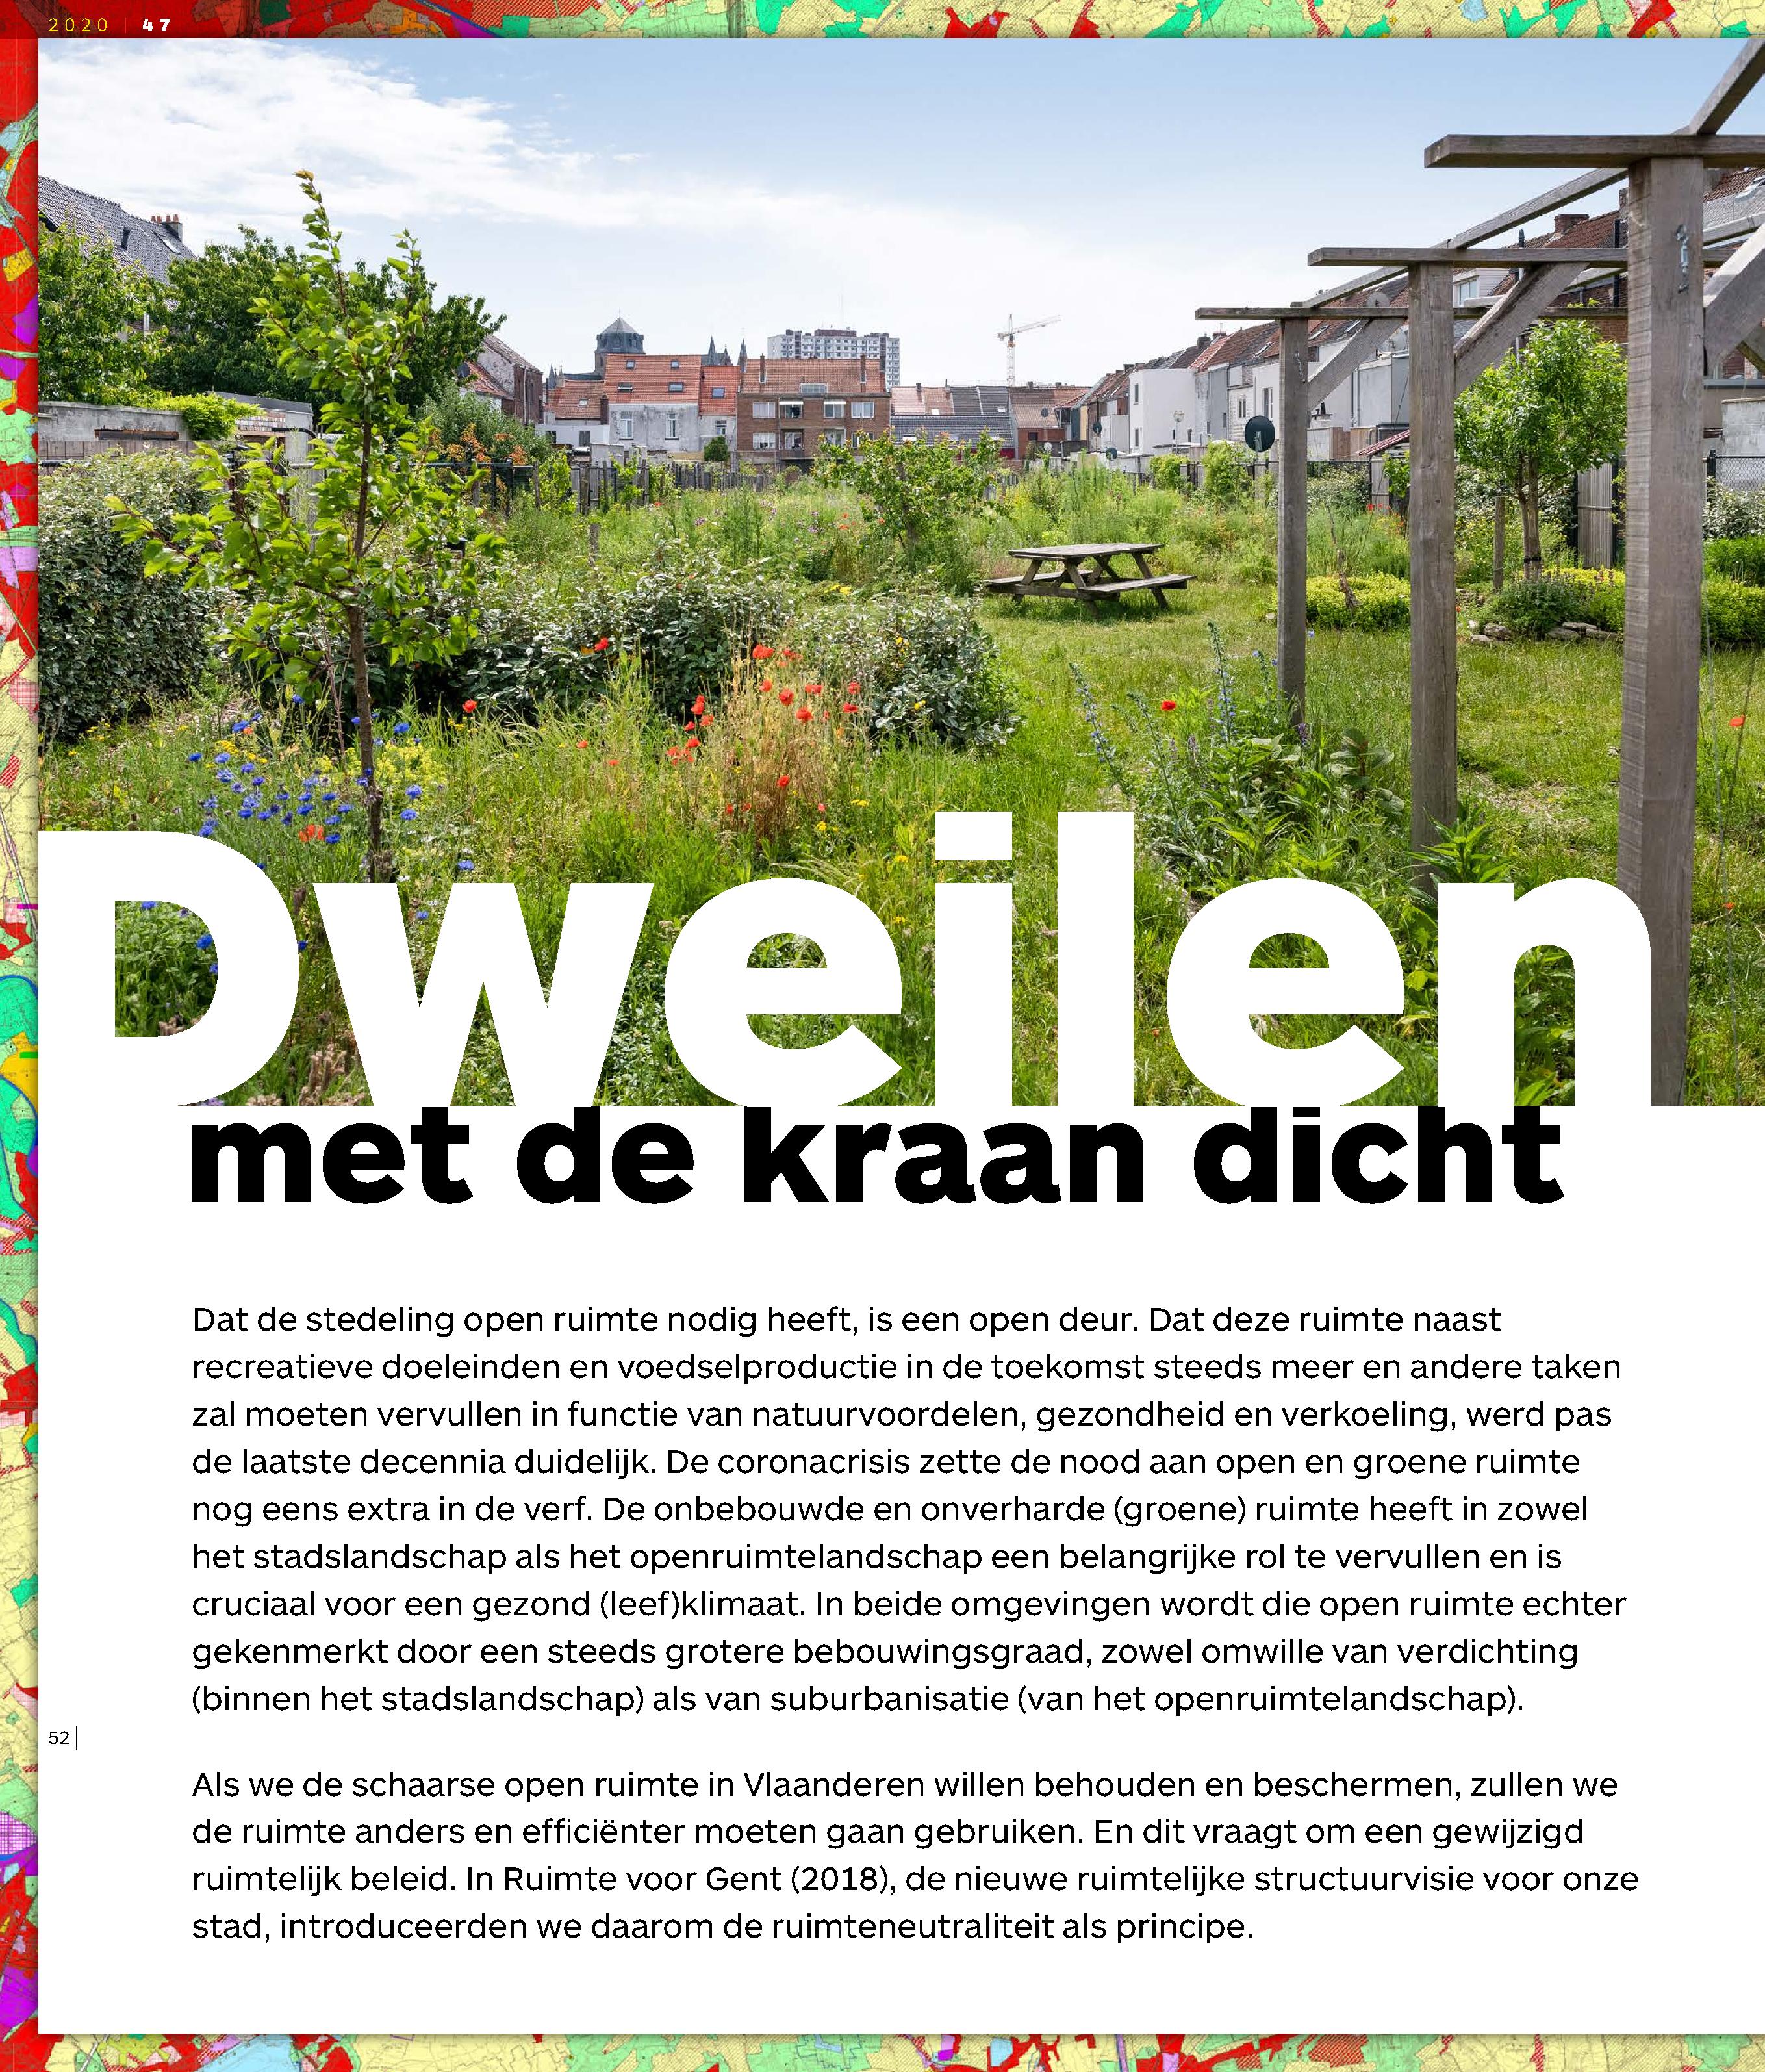 2020 | 47
Dweilen
met de kraan dicht
Dat de stedeling open ruimte nodig heeft, is een open deur. Dat deze ruimte naast
recreatieve doeleinden en voedselproductie in de toekomst steeds meer en andere taken
zal moeten vervullen in functie van natuurvoordelen, gezondheid en verkoeling, werd pas
de laatste decennia duidelijk. De coronacrisis zette de nood aan open en groene ruimte
nog eens extra in de verf. De onbebouwde en onverharde (groene) ruimte heeft in zowel
het stadslandschap als het openruimtelandschap een belangrijke rol te vervullen en is
cruciaal voor een gezond (leef)klimaat. In beide omgevingen wordt die open ruimte echter
gekenmerkt door een steeds grotere bebouwingsgraad, zowel omwille van verdichting
(binnen het stadslandschap) als van suburbanisatie (van het openruimtelandschap).
52
Als we de schaarse open ruimte in Vlaanderen willen behouden en beschermen, zullen we
de ruimte anders en efficiënter moeten gaan gebruiken. En dit vraagt om een gewijzigd
ruimtelijk beleid. In Ruimte voor Gent (2018), de nieuwe ruimtelijke structuurvisie voor onze
stad, introduceerden we daarom de ruimteneutraliteit als principe.